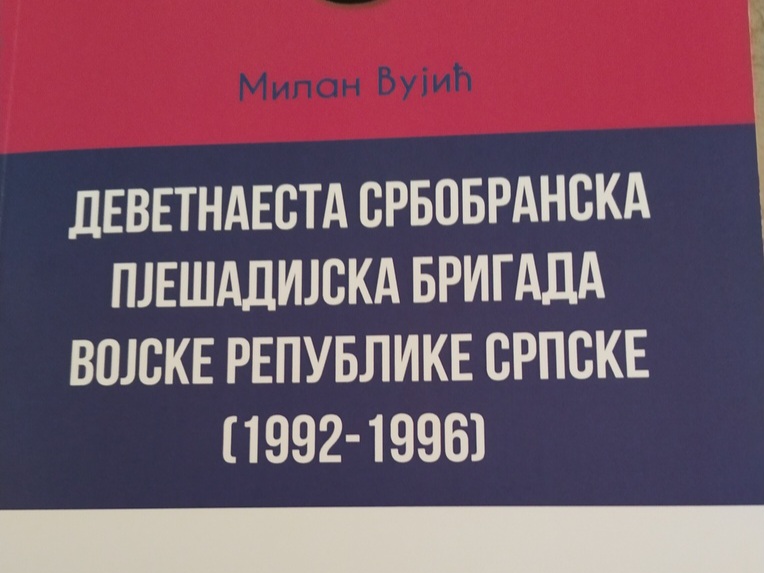 Милан Вујић
ДЕВЕТНАЕСТА СРБОБРАНСКА
ПЈЕШАДИЈСКА БРИГАДА
ВОЈСКЕ РЕПУБЛИКЕ СРПСКЕ
(1992-1996)